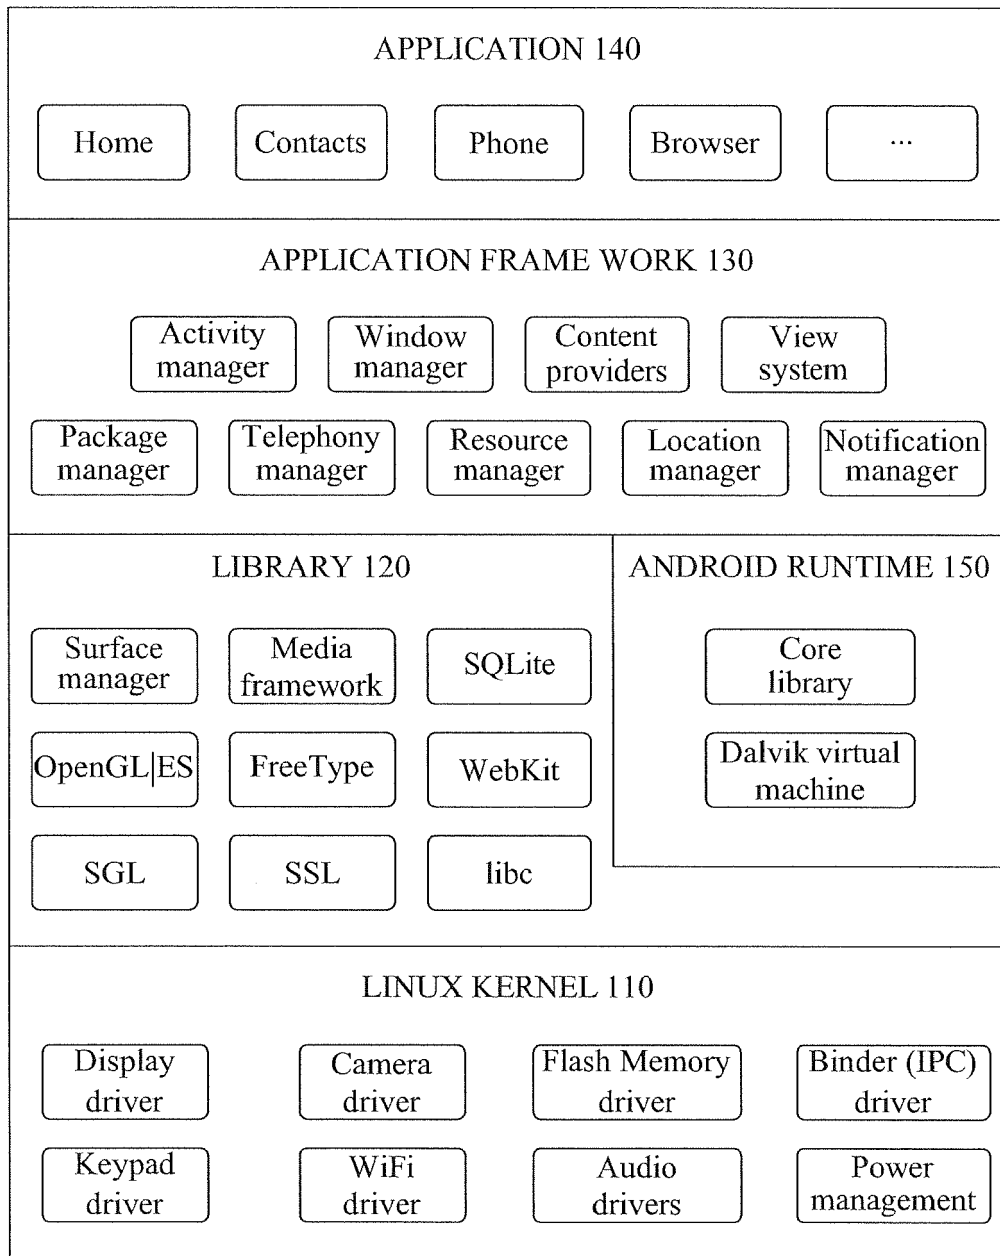 APPLICATION 140
Home
Contacts
Phone
Browser
...
APPLICATION FRAME WORK 130
Activity
manager
Window
manager
Content
providers
View
system
Package
manager
Telephony
manager
Resource
manager
Location
manager
Notification
manager
LIBRARY 120
Surface
manager
Media
framework
SQLite
OpenGL|ES
FreeType
WebKit
SGL
SSL
libc
ANDROID RUNTIME 150
Core
library
Dalvik virtual
machine
LINUX KERNEL 110
Display
driver
Camera
driver
Flash Memory
driver
Binder (IPC)
driver
Keypad
driver
WiFi
driver
Audio
drivers
Power
management